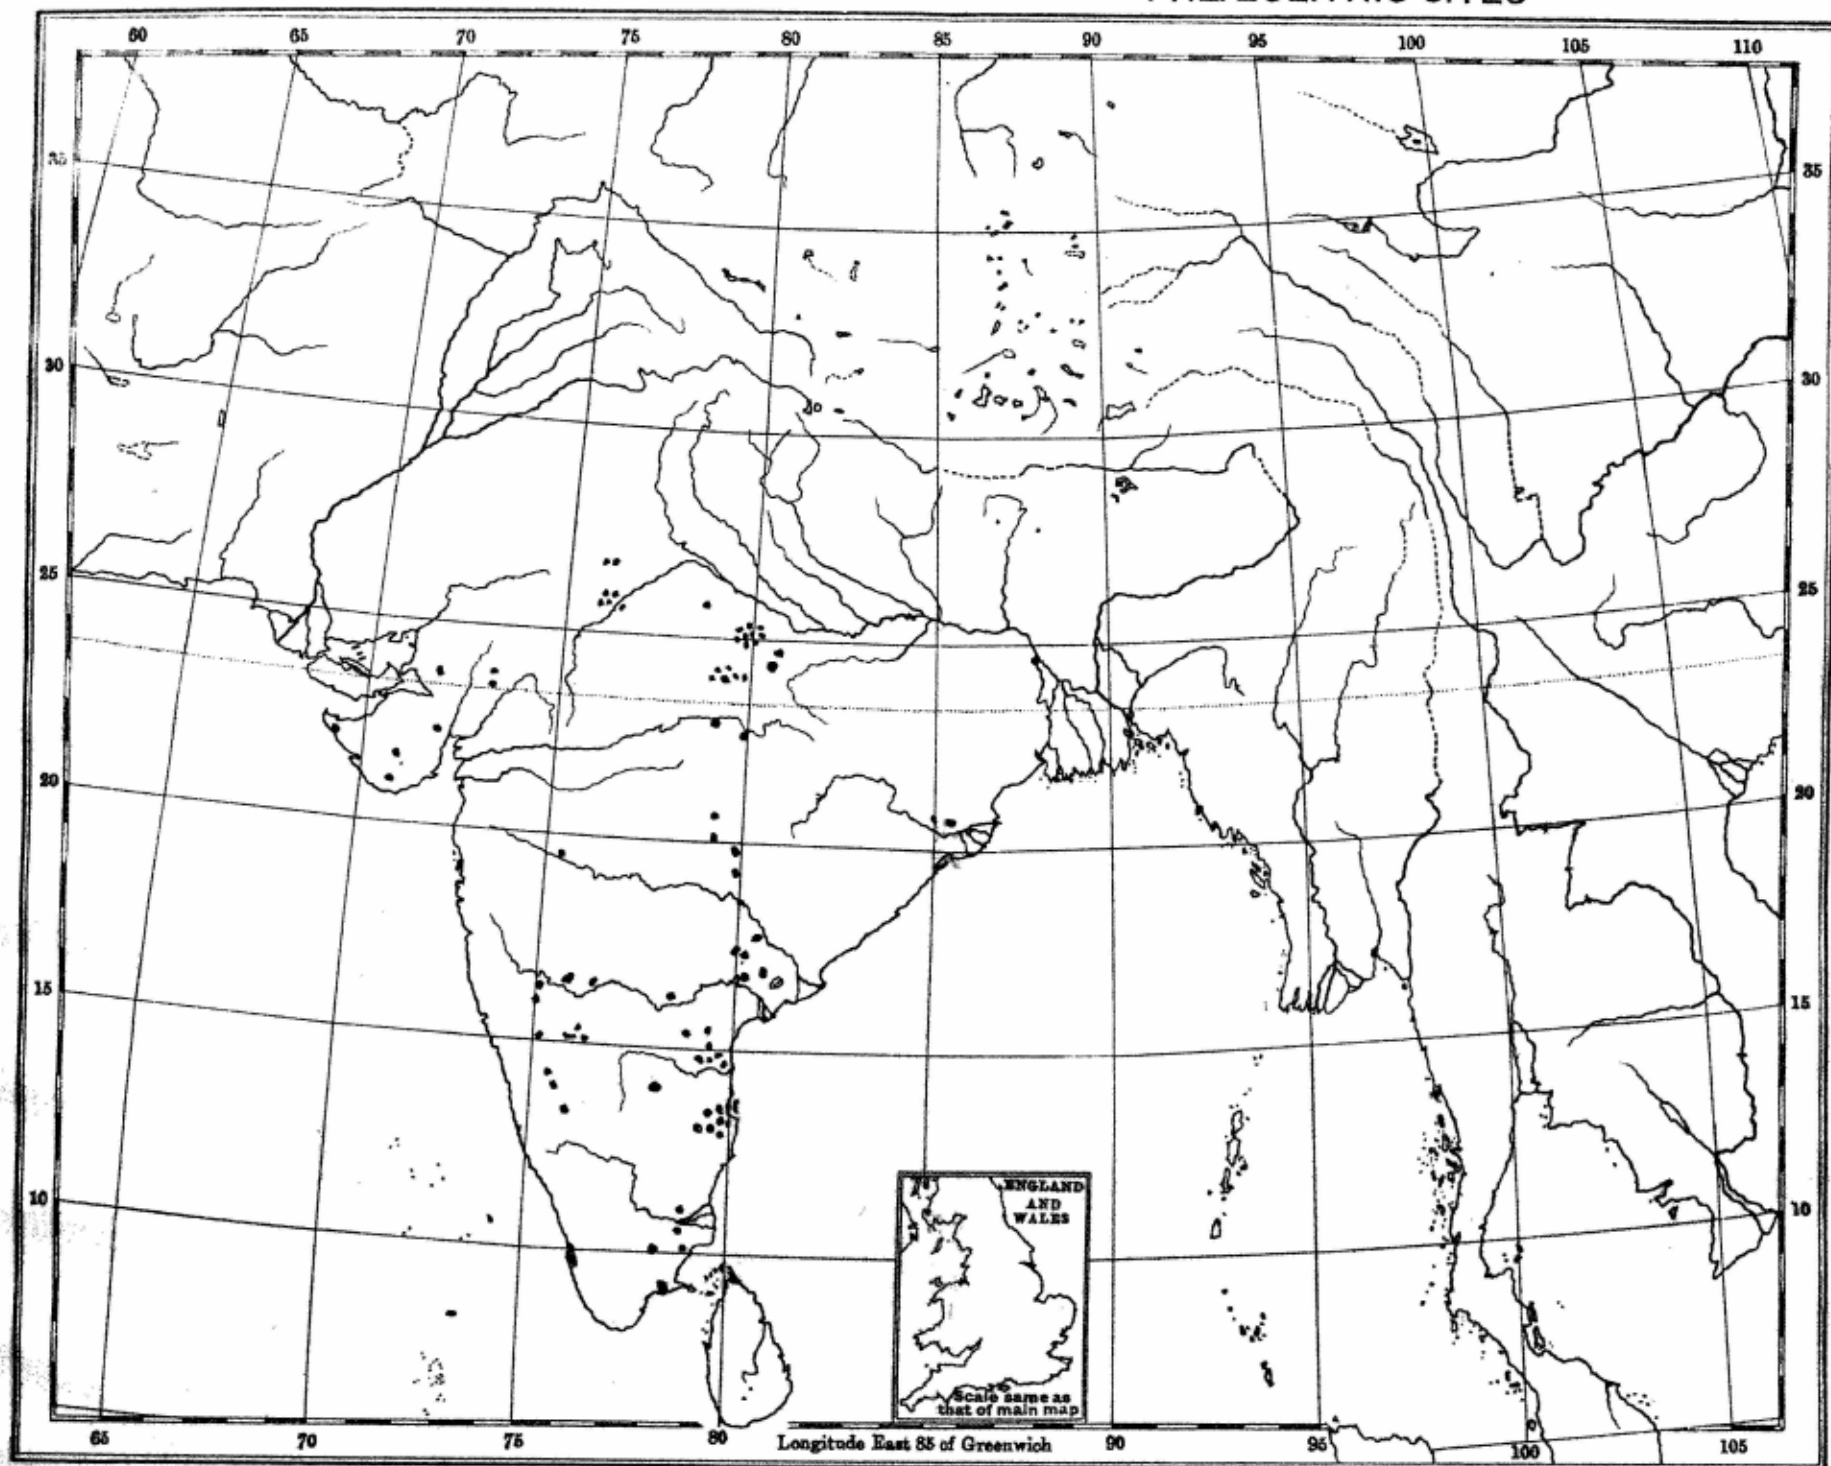 60 65 70 75 80 85 90 95 100 105 110
35 35
30 30
25 25
20 20
15 15
10 10
ENGLAND
AND
WALES
Scale same as
that of main map
65 70 75 80 Longitude East 85 of Greenwich 90 95 100 105